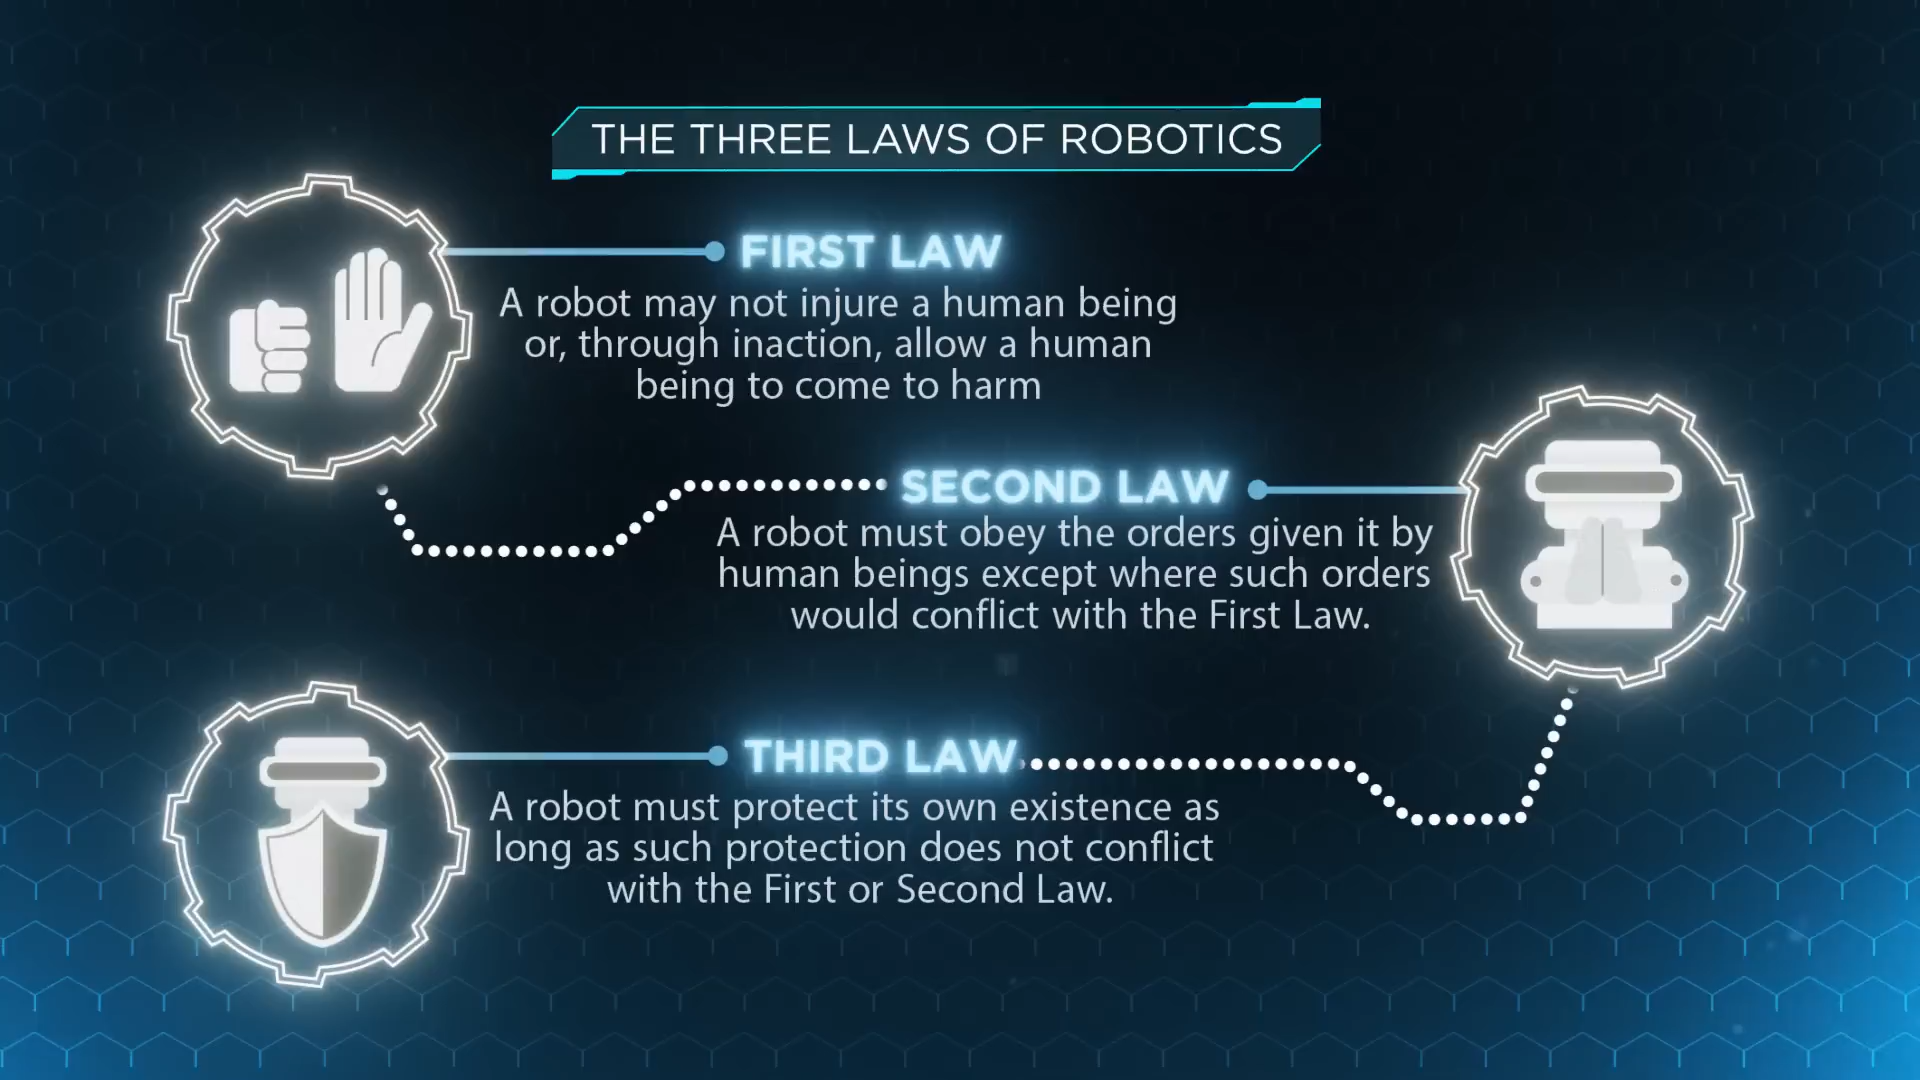 THE THREE LAWS OF ROBOTICS
FIRST LAW
A robot may not injure a human being
or, through inaction, allow a human
being to come to harm
SECOND LAW
A robot must obey the orders given it by
human beings except where such orders
would conflict with the First Law.
THIRD LAW
A robot must protect its own existence as
long as such protection does not conflict
with the First or Second Law.